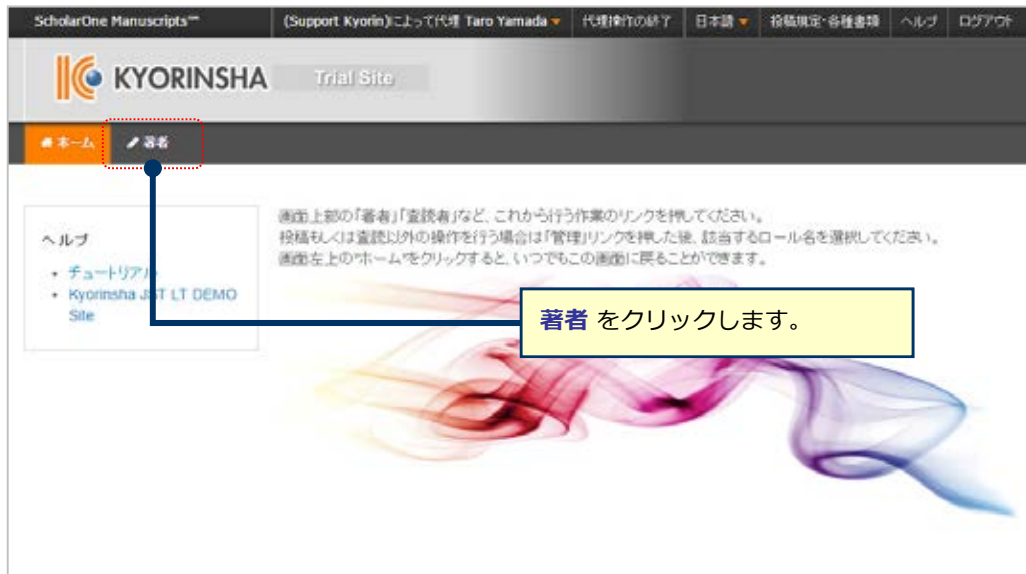 ScholarOne Manuscripts™ (Support Kyorin)によって代理 Taro Yamada 代理操作の終了 日本語 投稿規定・各種書類 ヘルプ ログアウト
KYORINSHA Trial Site
ホーム 著者
画面上部の「著者」「査読者」など、これから行う作業のリンクを押してください。
投稿もしくは査読以外の操作を行う場合は「管理」リンクを押した後、該当するロール名を選択してください。
画面左上の"ホーム"をクリックすると、いつでもこの画面に戻ることができます。
ヘルプ
チュートリアル
Kyorinsha JST LT DEMO
Site
著者 をクリックします。